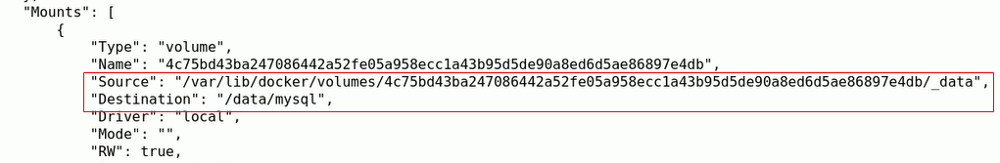 "Mounts": [
{
"Type": "volume",
"Name": "4c75bd43ba247086442a52fe05a958ecc1a43b95d5de90a8ed6d5ae86897e4db",
"Source": "/var/lib/docker/volumes/4c75bd43ba247086442a52fe05a958ecc1a43b95d5de90a8ed6d5ae86897e4db/_data",
"Destination": "/data/mysql",
"Driver": "local",
"Mode": "",
"RW": true,